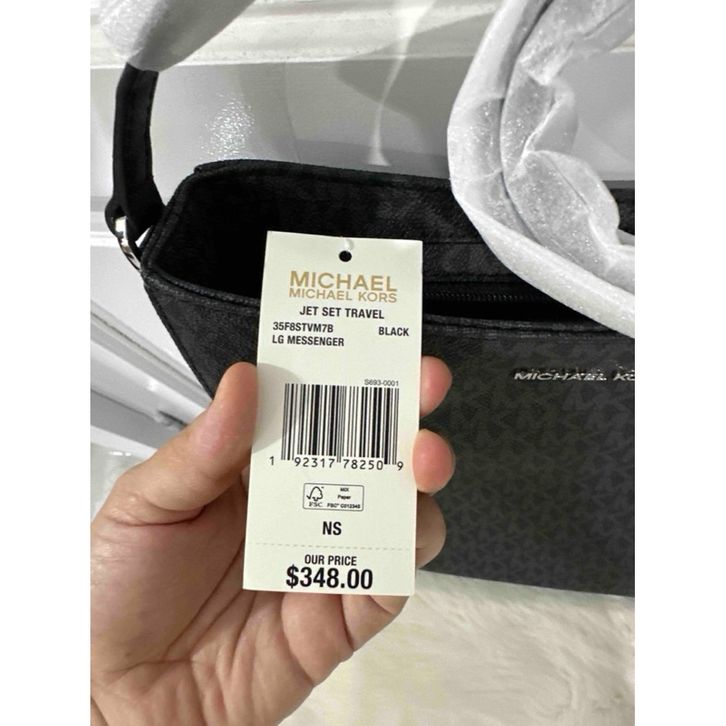 MICHAEL
MICHAEL KORS
JET SET TRAVEL
35F8STVM7B BLACK
LG MESSENGER
S693-0001
1 92317 78250 9
MIX
Paper
FSC FSC® C012345
NS
OUR PRICE
$348.00
MICHAEL KO